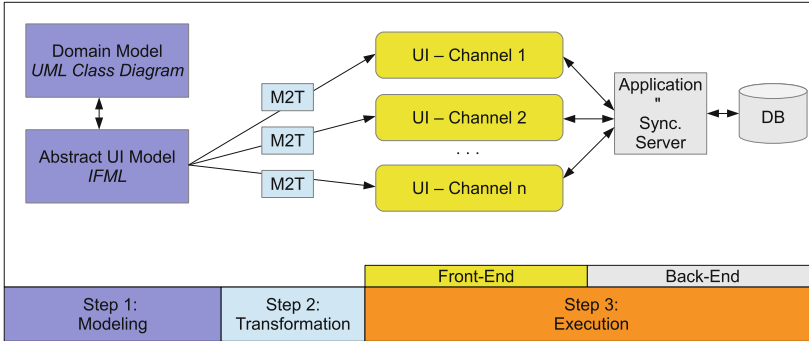 Domain Model
UML Class Diagram
Abstract UI Model
IFML
M2T
M2T
M2T
UI – Channel 1
UI – Channel 2
. . .
UI – Channel n
Application
"
Sync.
Server
DB
Front-End
Back-End
Step 1:
Modeling
Step 2:
Transformation
Step 3:
Execution